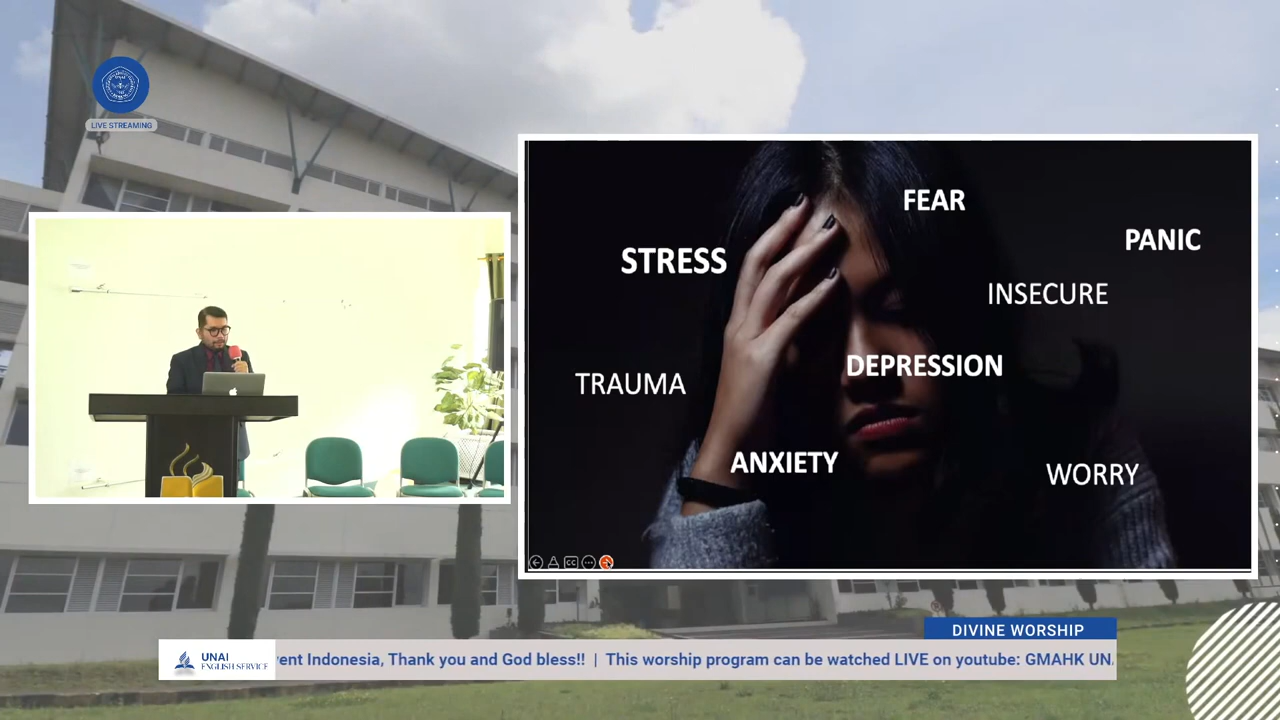 LIVE STREAMING
FEAR
PANIC
STRESS
INSECURE
DEPRESSION
TRAUMA
ANXIETY
WORRY
CC
DIVINE WORSHIP
UNAI
ENGLISH SERVICE
ent Indonesia, Thank you and God bless!! | This worship program can be watched LIVE on youtube: GMAHK UN